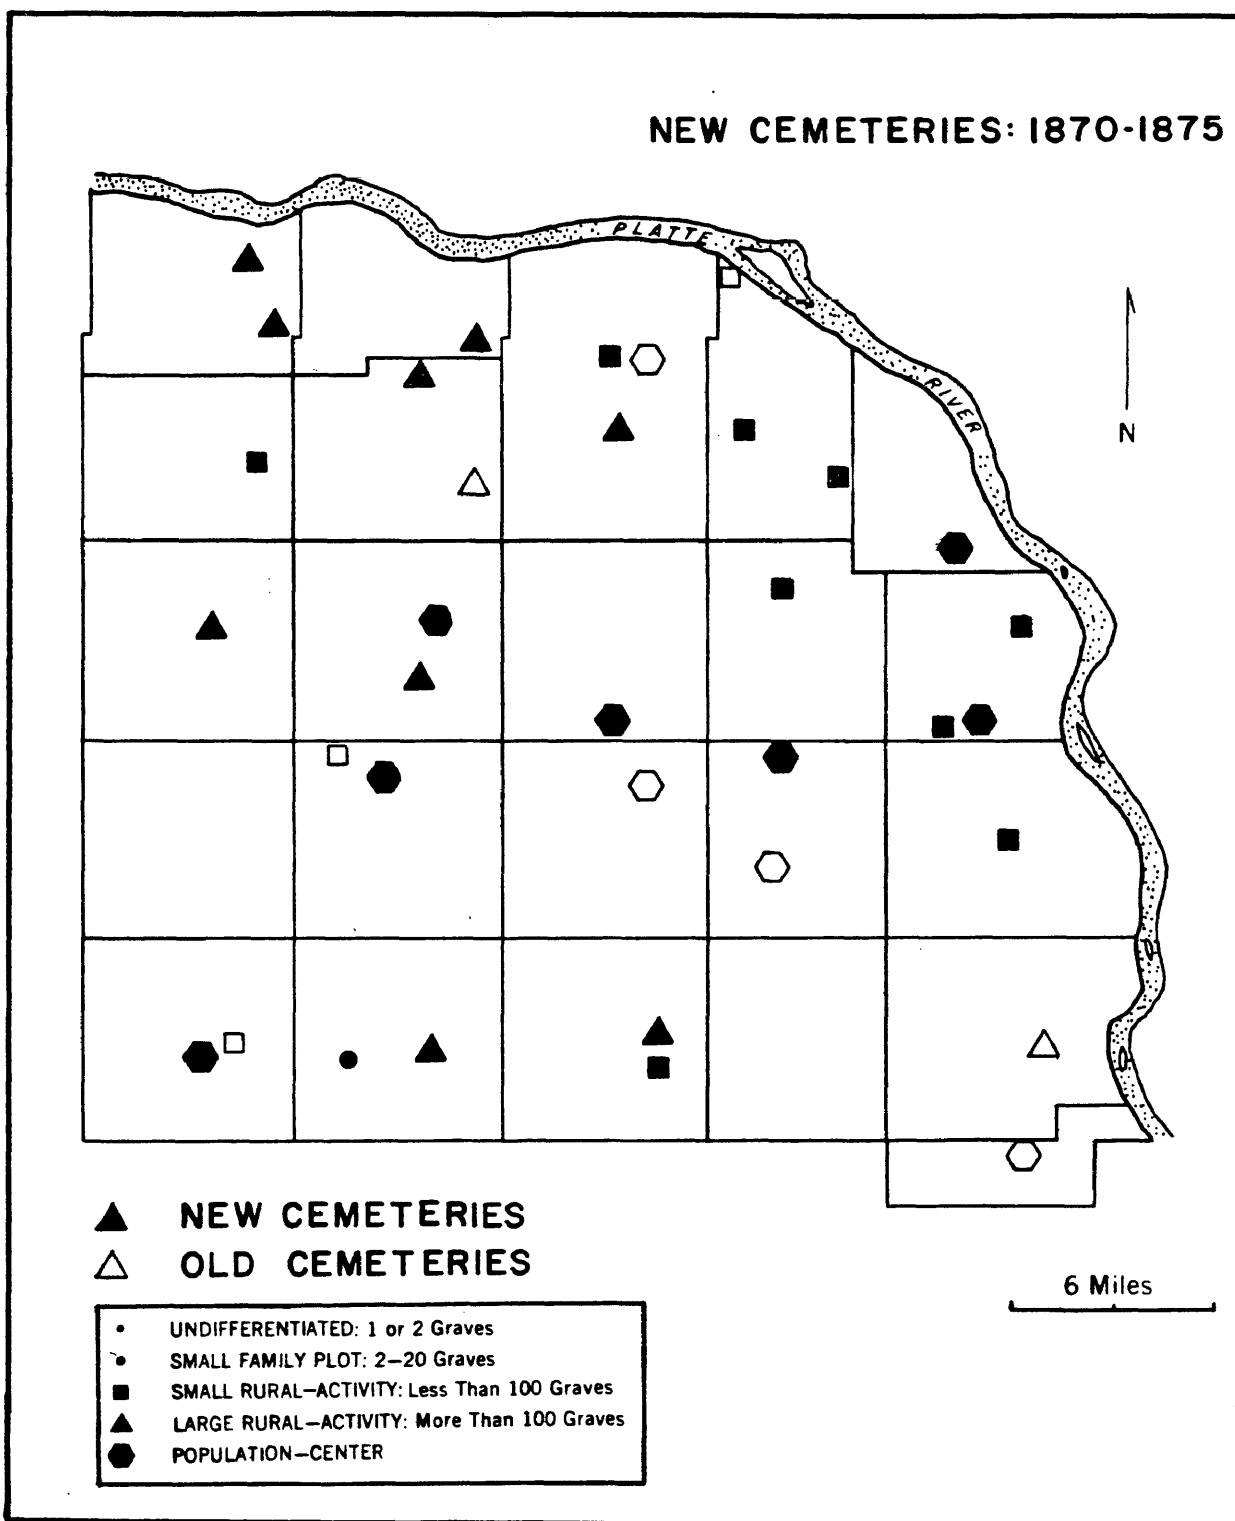 NEW CEMETERIES: 1870-1875
PLATTE
RIVER
N
▲ NEW CEMETERIES
△ OLD CEMETERIES
6 Miles
UNDIFFERENTIATED: 1 or 2 Graves
SMALL FAMILY PLOT: 2–20 Graves
SMALL RURAL–ACTIVITY: Less Than 100 Graves
LARGE RURAL–ACTIVITY: More Than 100 Graves
POPULATION–CENTER